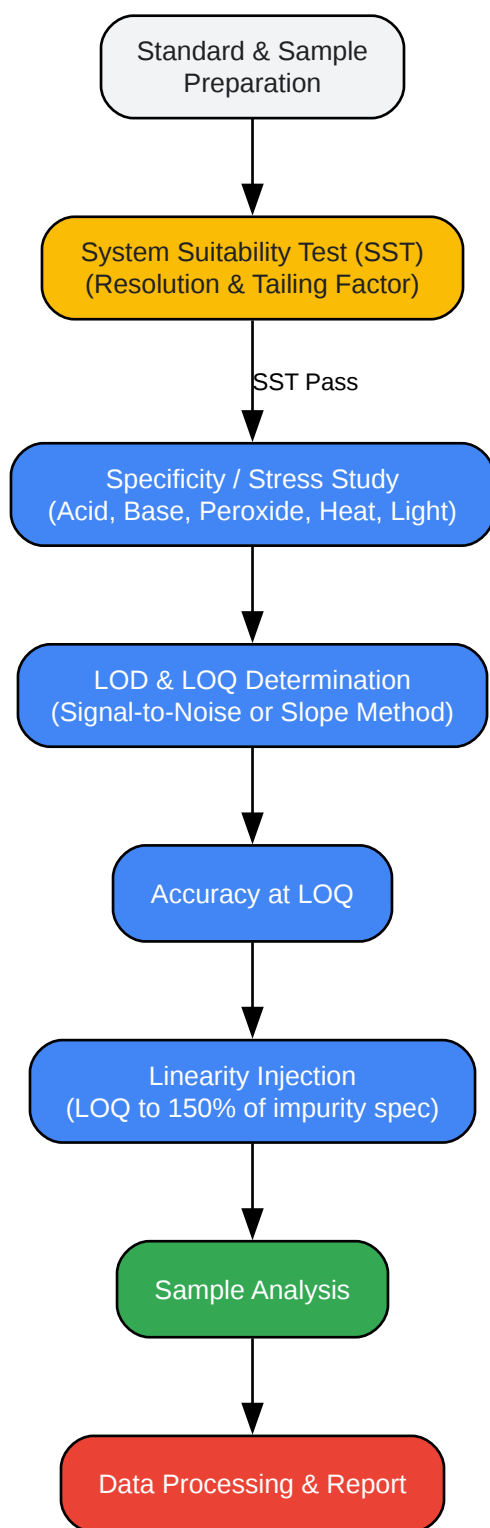 Standard & Sample
Preparation
System Suitability Test (SST)
(Resolution & Tailing Factor)
SST Pass
Specificity / Stress Study
(Acid, Base, Peroxide, Heat, Light)
LOD & LOQ Determination
(Signal-to-Noise or Slope Method)
Accuracy at LOQ
Linearity Injection
(LOQ to 150% of impurity spec)
Sample Analysis
Data Processing & Report